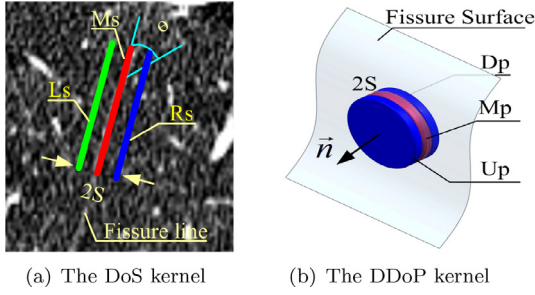 Ms
ø
Ls
Rs
2S
Fissure line
(a) The DoS kernel
Fissure Surface
Dp
2S
Mp
n
Up
(b) The DDoP kernel